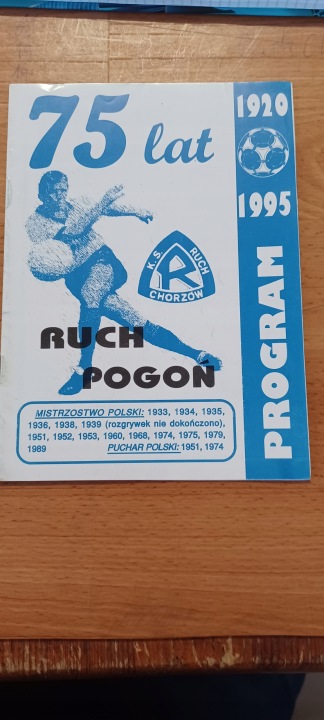 75 lat
1920
1995
PROGRAM
K.S. RUCH
CHORZÓW
R
RUCH
POGOŃ
MISTRZOSTWO POLSKI: 1933, 1934, 1935,
1936, 1938, 1939 (rozgrywek nie dokończono),
1951, 1952, 1953, 1960, 1968, 1974, 1975, 1979,
1989 PUCHAR POLSKI: 1951, 1974